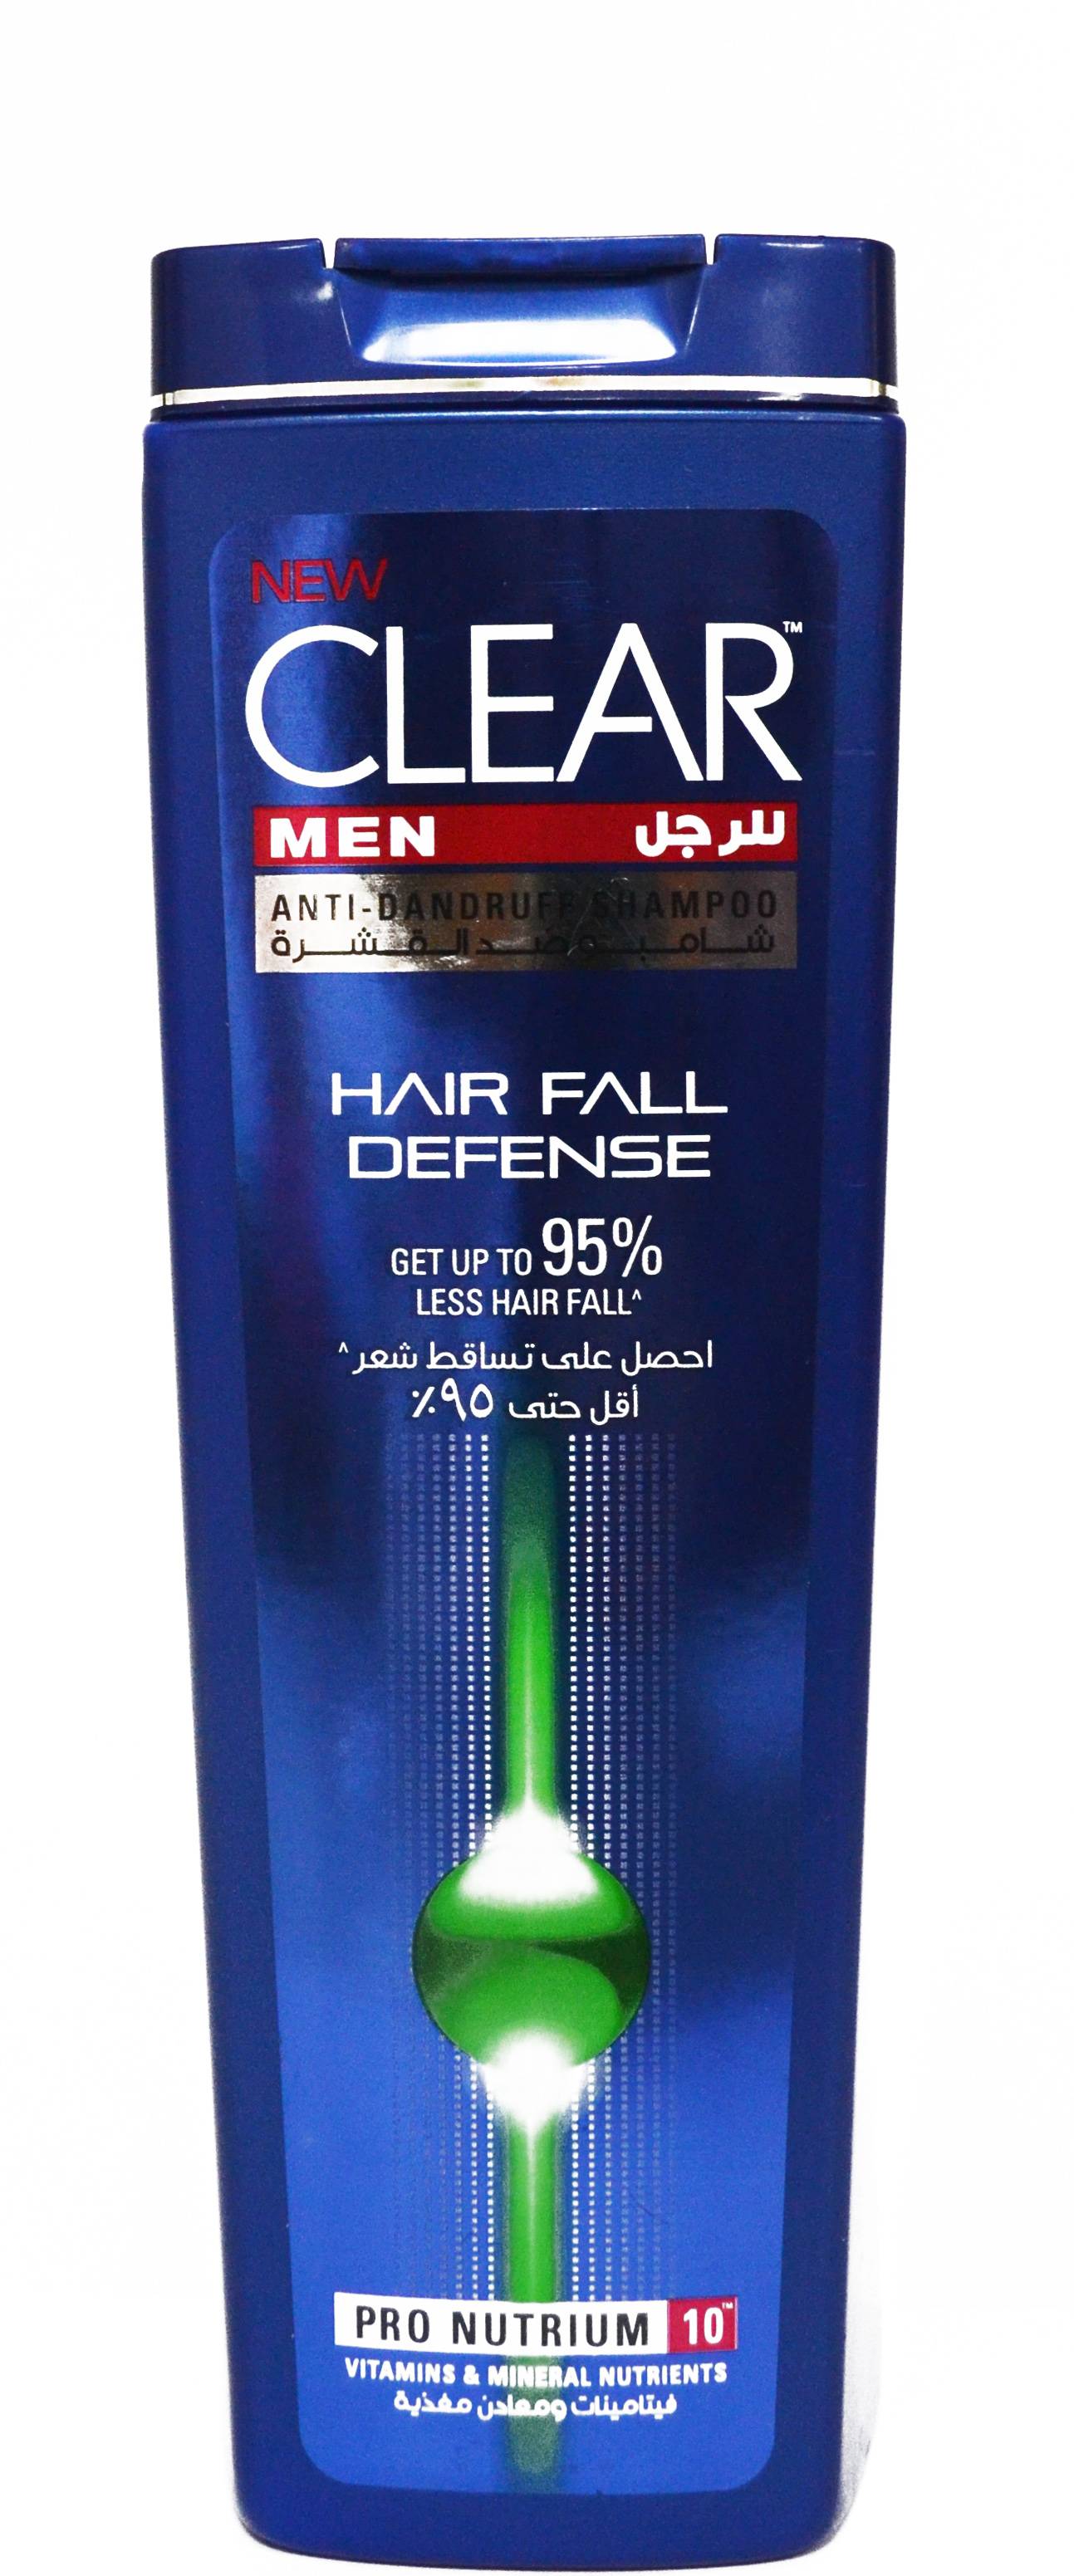 NEW
CLEAR™
MEN للرجل
ANTI-DANDRUFF SHAMPOO
شامبو ضد القشرة
HAIR FALL
DEFENSE
GET UP TO 95%
LESS HAIR FALL^
احصل على تساقط شعر^
أقل حتى ٩٥٪
PRO NUTRIUM 10™
VITAMINS & MINERAL NUTRIENTS
فيتامينات ومعادن مغذية